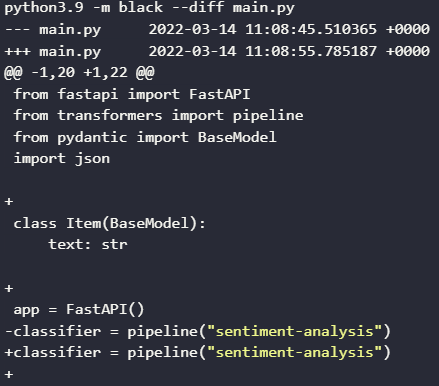 python3.9 -m black --diff main.py
--- main.py     2022-03-14 11:08:45.510365 +0000
+++ main.py     2022-03-14 11:08:55.785187 +0000
@@ -1,20 +1,22 @@
 from fastapi import FastAPI
 from transformers import pipeline
 from pydantic import BaseModel
 import json

+
 class Item(BaseModel):
     text: str

+
 app = FastAPI()
-classifier = pipeline("sentiment-analysis")
+classifier = pipeline("sentiment-analysis")
+